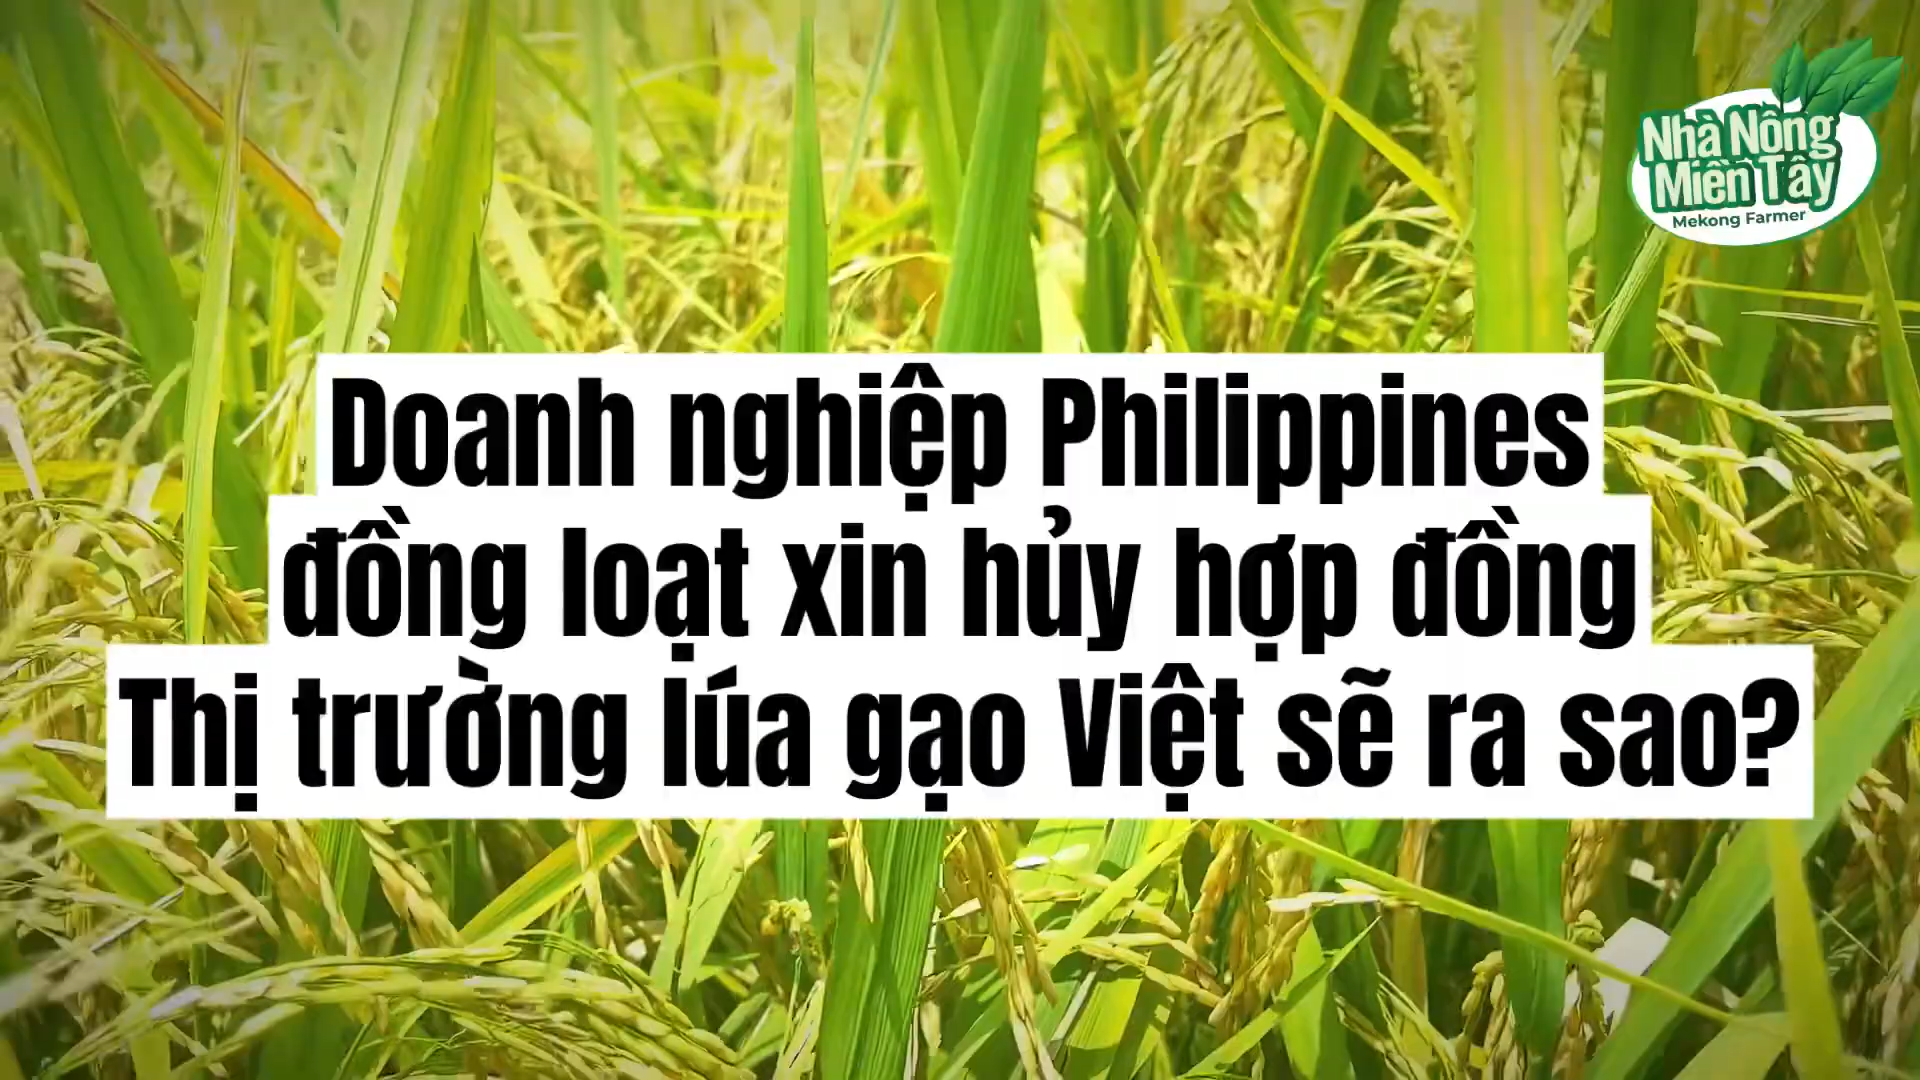 Nhà Nông
Miền Tây
Mekong Farmer
Doanh nghiệp Philippines
đồng loạt xin hủy hợp đồng
Thị trường lúa gạo Việt sẽ ra sao?